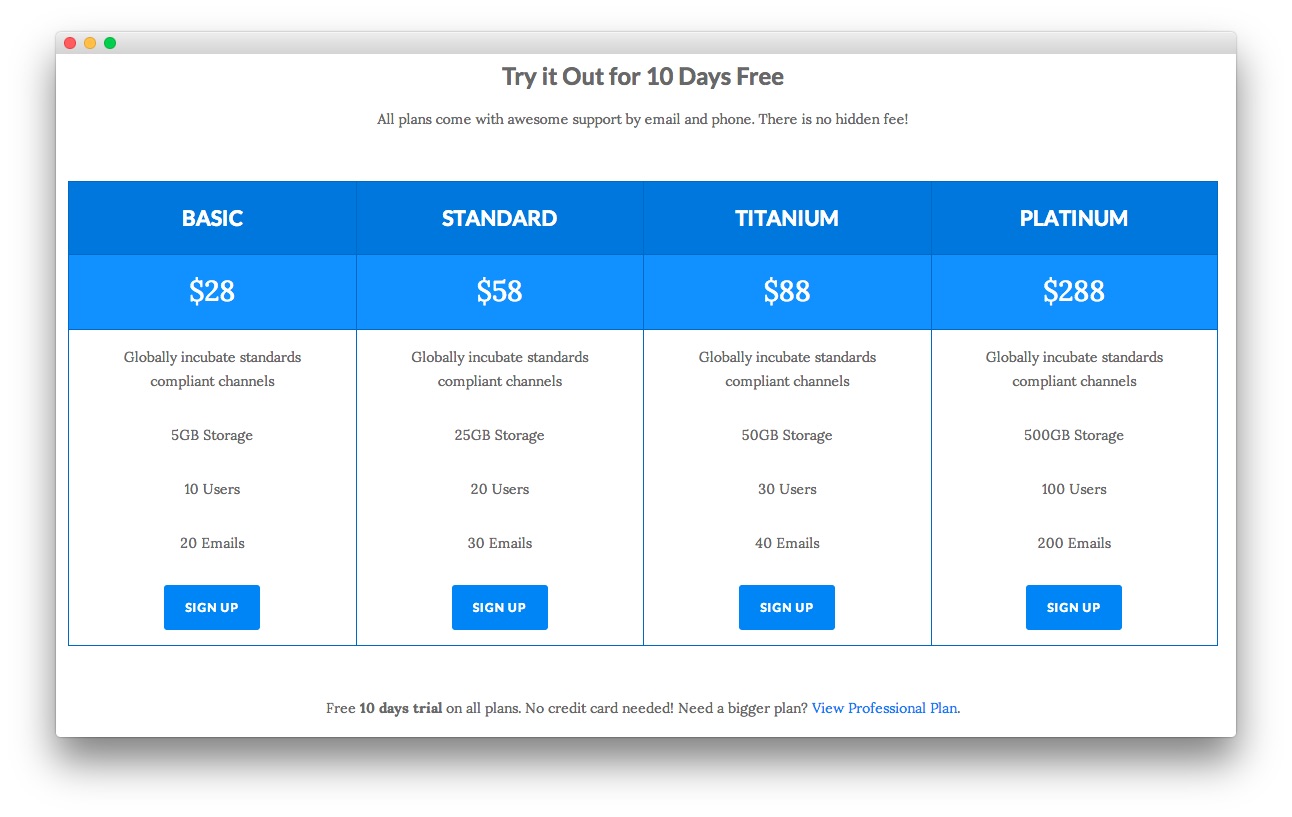 Try it Out for 10 Days Free
All plans come with awesome support by email and phone. There is no hidden fee!
BASIC
STANDARD
TITANIUM
PLATINUM
$28
$58
$88
$288
Globally incubate standards
compliant channels
Globally incubate standards
compliant channels
Globally incubate standards
compliant channels
Globally incubate standards
compliant channels
5GB Storage
25GB Storage
50GB Storage
500GB Storage
10 Users
20 Users
30 Users
100 Users
20 Emails
30 Emails
40 Emails
200 Emails
SIGN UP
SIGN UP
SIGN UP
SIGN UP
Free 10 days trial on all plans. No credit card needed! Need a bigger plan? View Professional Plan.